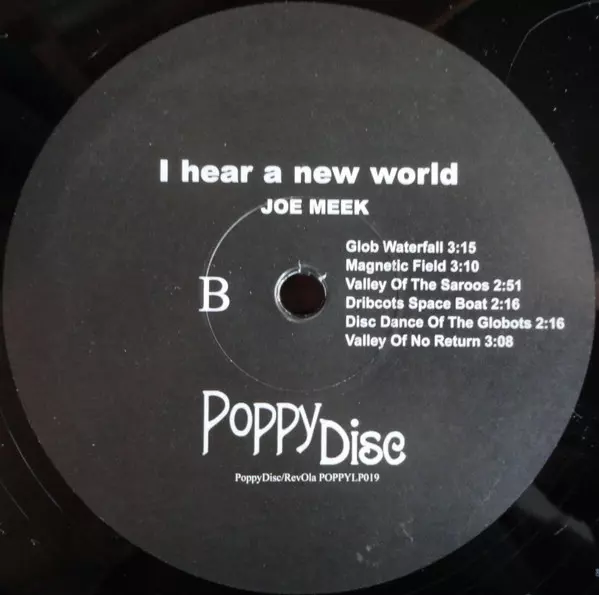 I hear a new world
JOE MEEK
Glob Waterfall 3:15
Magnetic Field 3:10
Valley Of The Saroos 2:51
Dribcots Space Boat 2:16
Disc Dance Of The Globots 2:16
Valley Of No Return 3:08
B
POPPY DISC
PoppyDisc/RevOla POPPYLP019